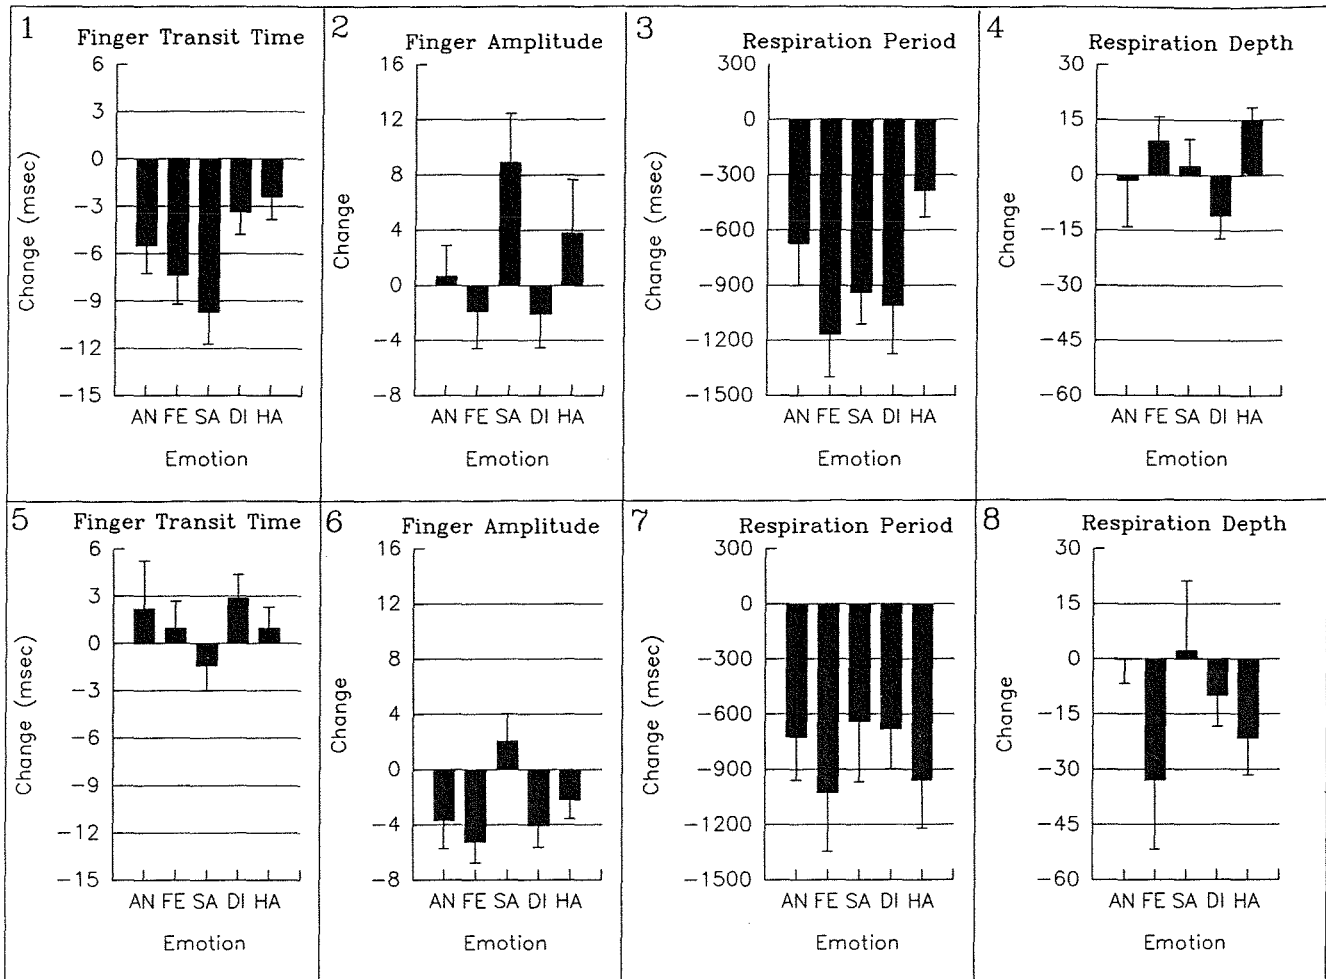 1
Finger Transit Time
6
3
0
−3
−6
−9
−12
−15
Change (msec)
AN FE SA DI HA
Emotion
2
Finger Amplitude
16
12
8
4
0
−4
−8
Change
AN FE SA DI HA
Emotion
3
Respiration Period
300
0
−300
−600
−900
−1200
−1500
Change (msec)
AN FE SA DI HA
Emotion
4
Respiration Depth
30
15
0
−15
−30
−45
−60
Change
AN FE SA DI HA
Emotion
5
Finger Transit Time
6
3
0
−3
−6
−9
−12
−15
Change (msec)
AN FE SA DI HA
Emotion
6
Finger Amplitude
16
12
8
4
0
−4
−8
Change
AN FE SA DI HA
Emotion
7
Respiration Period
300
0
−300
−600
−900
−1200
−1500
Change (msec)
AN FE SA DI HA
Emotion
8
Respiration Depth
30
15
0
−15
−30
−45
−60
Change
AN FE SA DI HA
Emotion